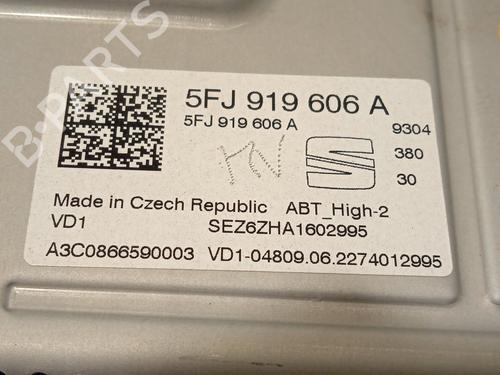 B-PARTS
5FJ 919 606 A
5FJ 919 606 A
9304
380
30
Made in Czech Republic ABT_High-2
VD1 SEZ6ZHA1602995
A3C0866590003 VD1-04809.06.2274012995